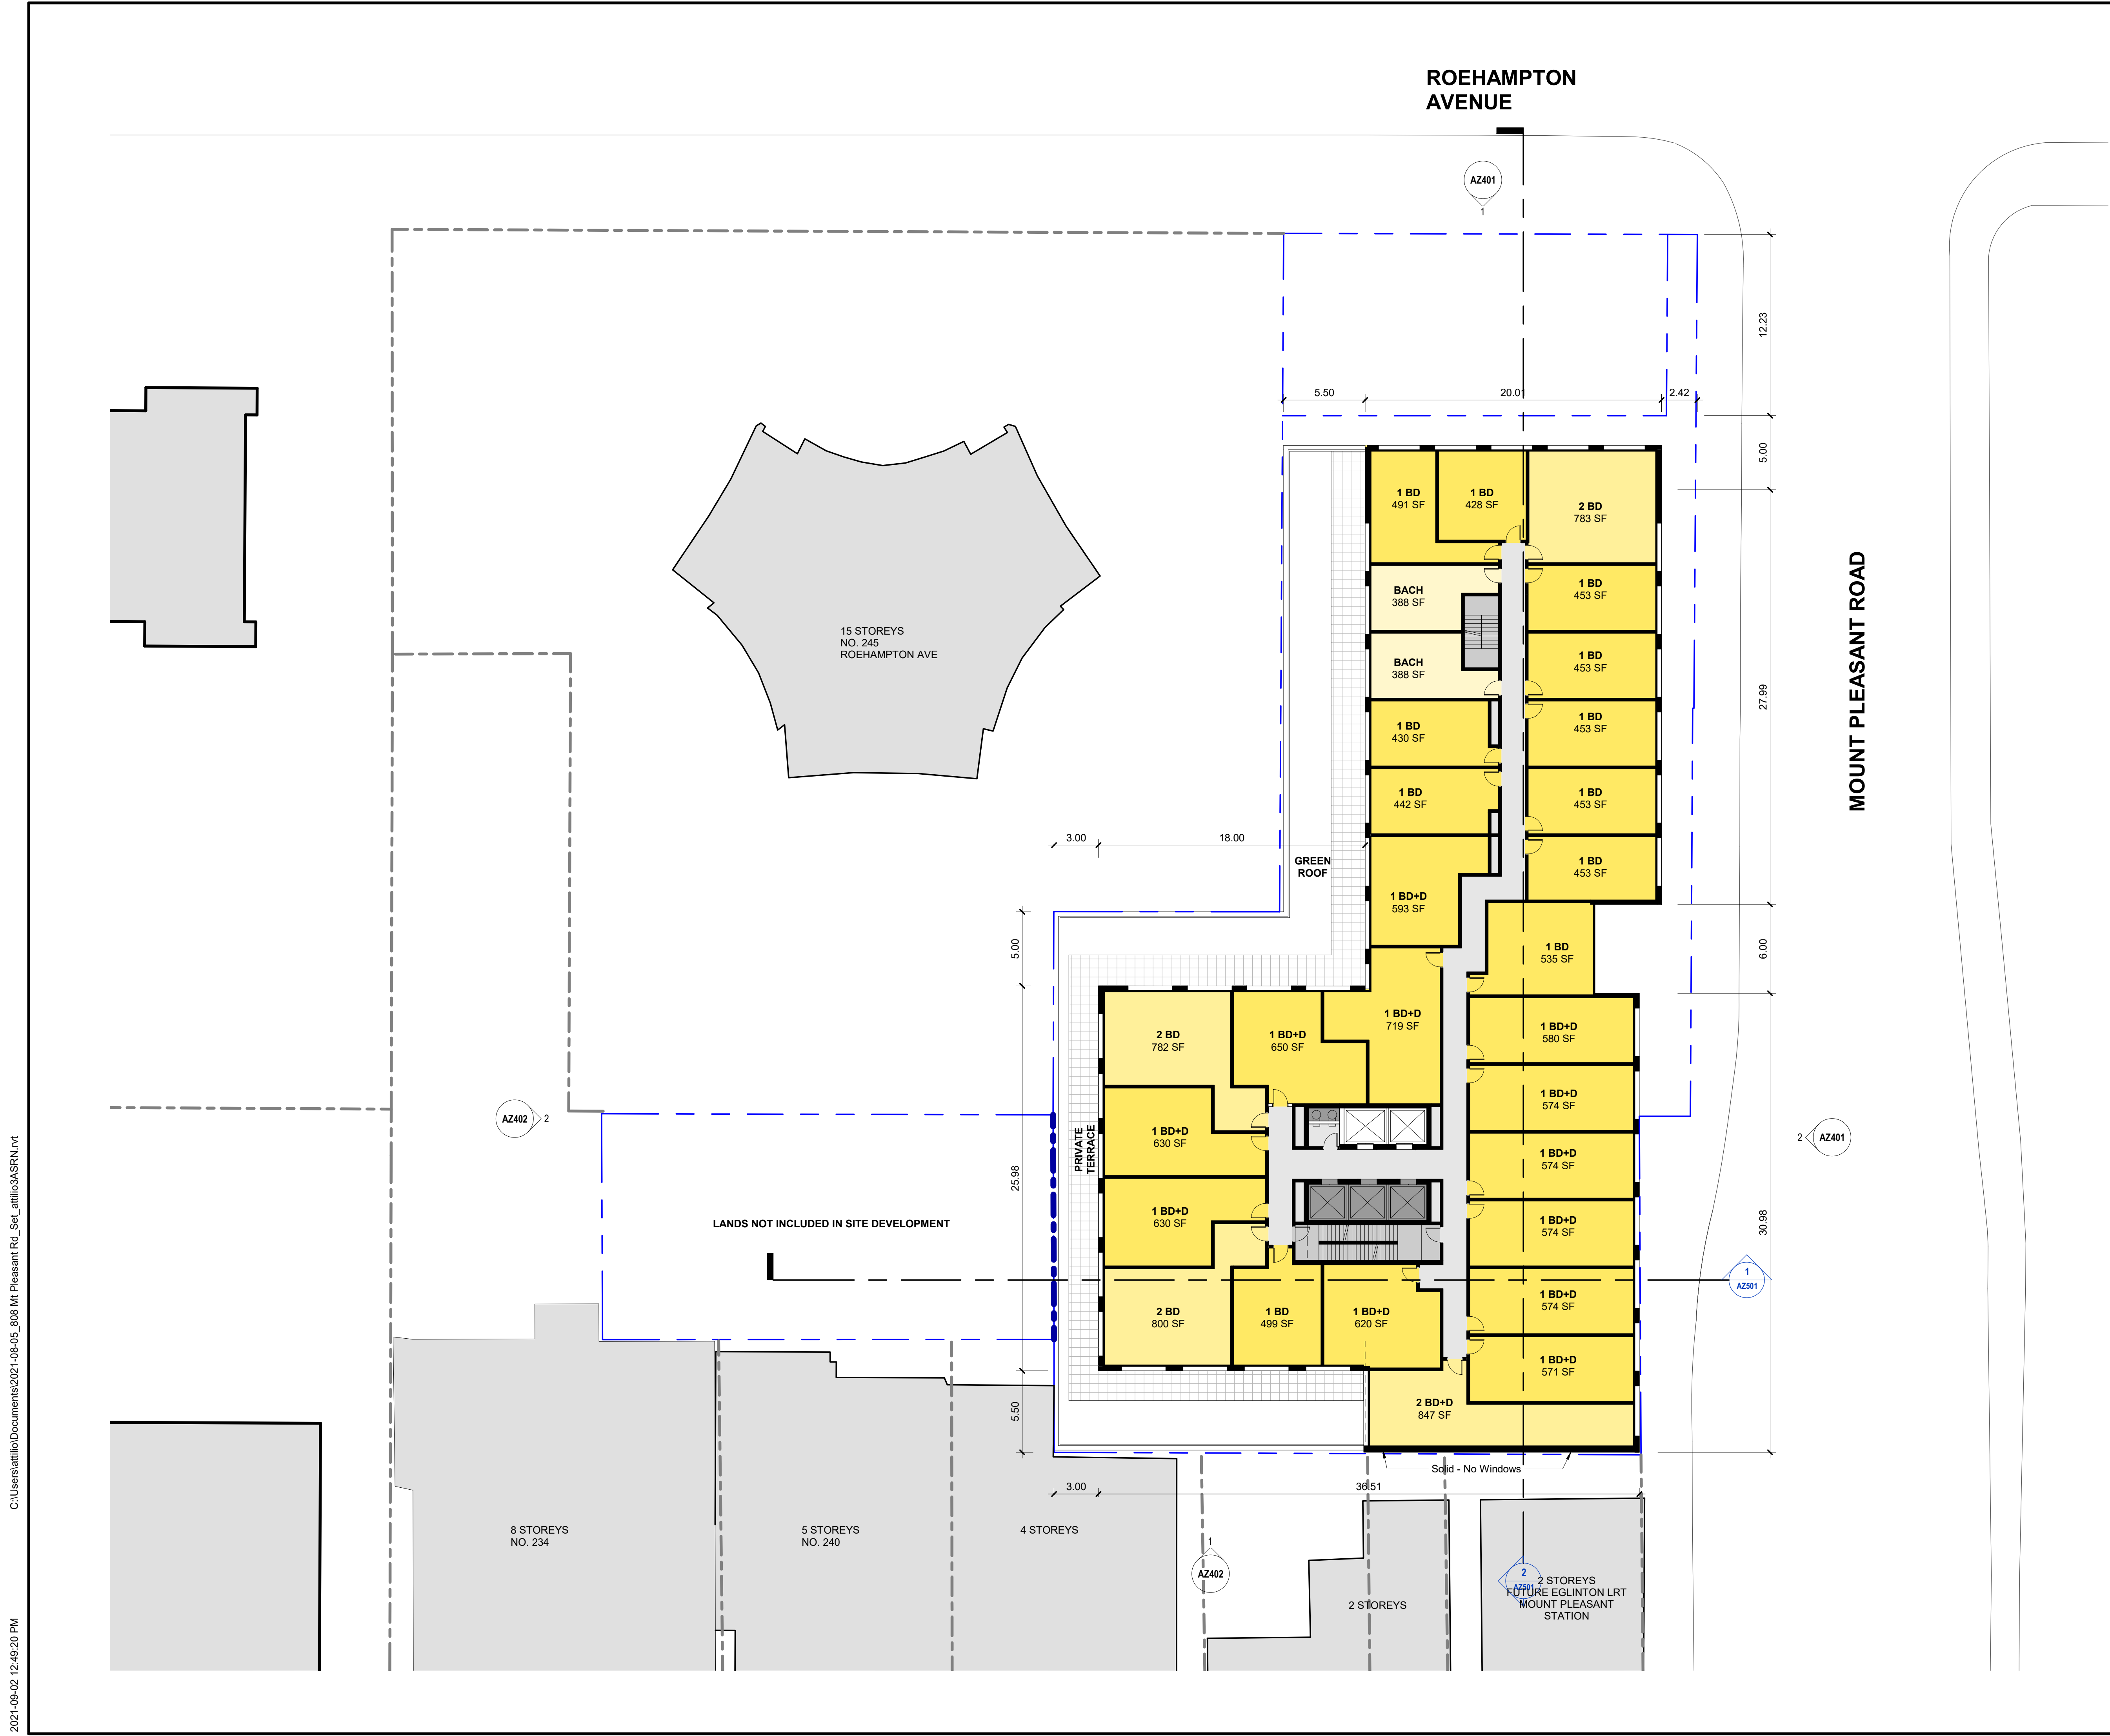 ROEHAMPTON
AVENUE
AZ401
1
12.23
5.50
20.01
2.42
5.00
1 BD
491 SF
1 BD
428 SF
2 BD
783 SF
MOUNT PLEASANT ROAD
BACH
388 SF
1 BD
453 SF
15 STOREYS
NO. 245
ROEHAMPTON AVE
BACH
388 SF
1 BD
453 SF
27.99
1 BD
430 SF
1 BD
453 SF
1 BD
442 SF
1 BD
453 SF
3.00
18.00
GREEN
ROOF
1 BD
453 SF
1 BD+D
593 SF
5.00
1 BD
535 SF
6.00
2 BD
782 SF
1 BD+D
650 SF
1 BD+D
719 SF
1 BD+D
580 SF
AZ402
2
1 BD+D
574 SF
2
AZ401
PRIVATE
TERRACE
1 BD+D
630 SF
1 BD+D
574 SF
25.98
1 BD+D
630 SF
1 BD+D
574 SF
30.98
LANDS NOT INCLUDED IN SITE DEVELOPMENT
1
AZ501
2 BD
800 SF
1 BD
499 SF
1 BD+D
620 SF
1 BD+D
574 SF
1 BD+D
571 SF
5.50
2 BD+D
847 SF
Solid - No Windows
3.00
36.51
8 STOREYS
NO. 234
5 STOREYS
NO. 240
4 STOREYS
1
AZ402
2 STOREYS
2
AZ501
2 STOREYS
FUTURE EGLINTON LRT
MOUNT PLEASANT
STATION
C:\Users\attilio\Documents\2021-08-05_808 Mt Pleasant Rd_Set_attilio3ASRN.rvt
2021-09-02 12:49:20 PM